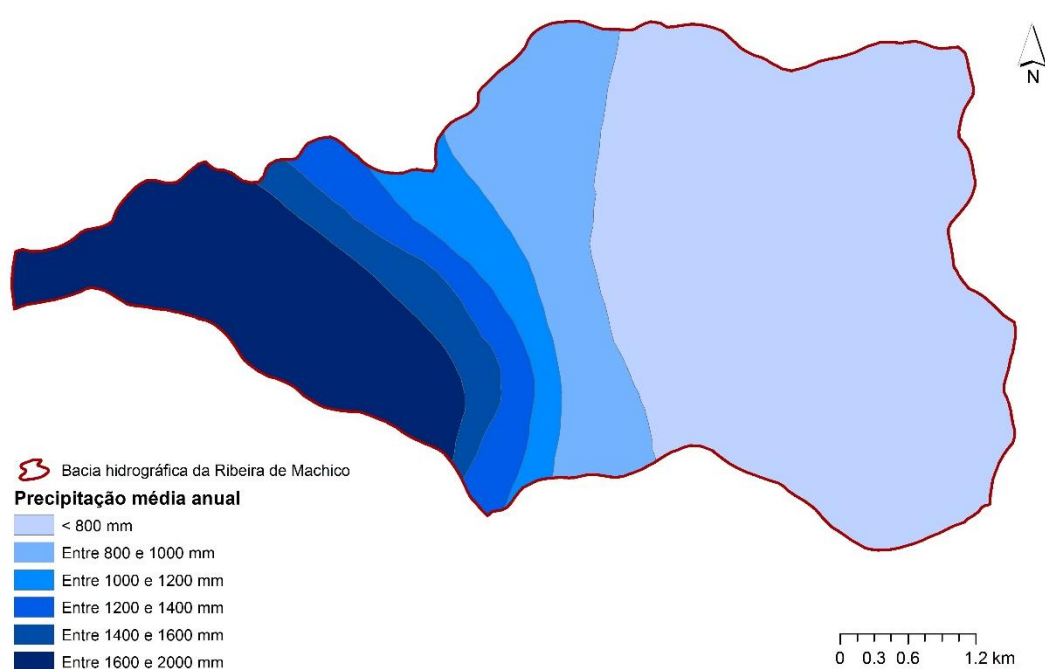 N
Bacia hidrográfica da Ribeira de Machico
Precipitação média anual
< 800 mm
Entre 800 e 1000 mm
Entre 1000 e 1200 mm
Entre 1200 e 1400 mm
Entre 1400 e 1600 mm
Entre 1600 e 2000 mm
0 0.3 0.6 1.2 km